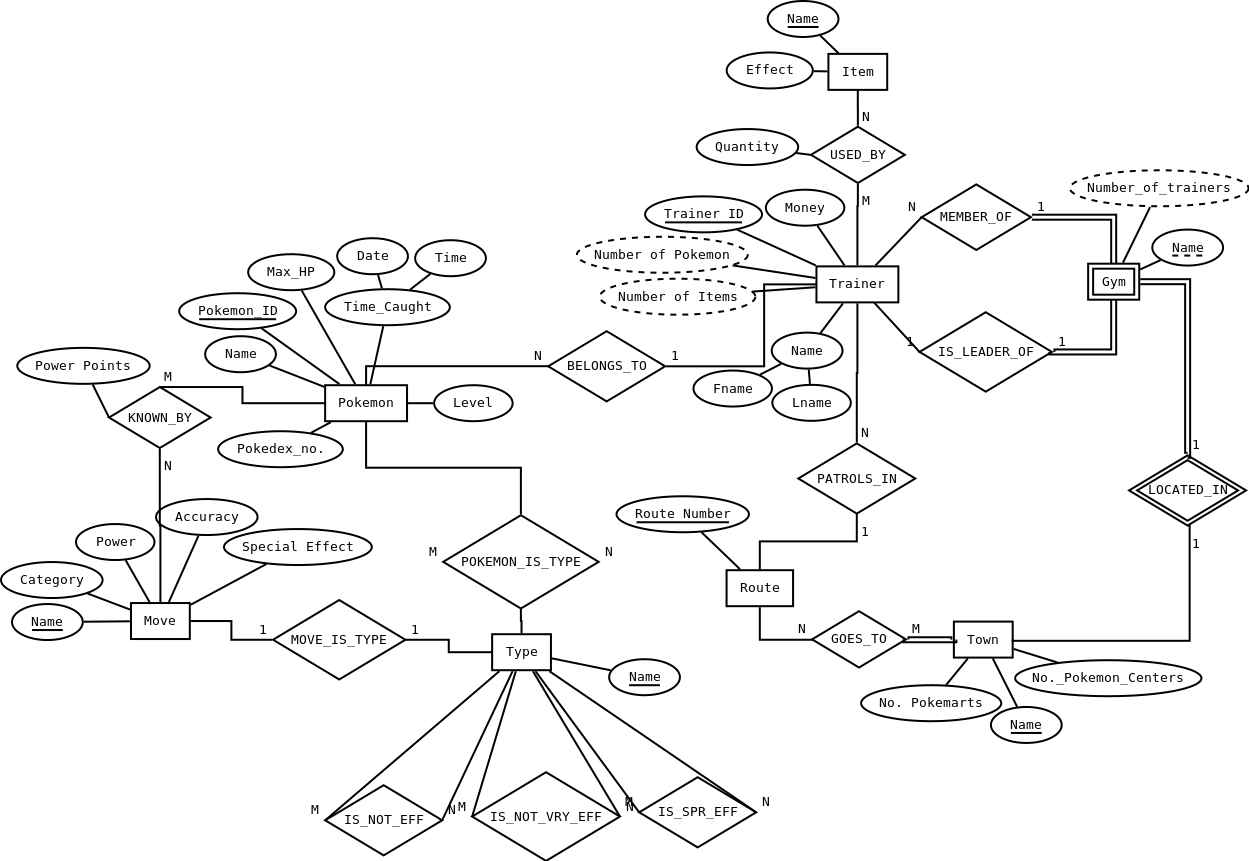 Name
Effect
Item
N
Quantity
USED_BY
M
Number_of_trainers
Trainer ID
Money
N
MEMBER_OF
1
Number of Pokemon
Name
Date
Time
Max_HP
Number of Items
Trainer
Gym
Pokemon_ID
Time_Caught
Name
N
BELONGS_TO
1
Name
1
IS_LEADER_OF
1
Power Points
M
Fname
Lname
KNOWN_BY
Pokemon
Level
N
Pokedex_no.
N
1
PATROLS_IN
LOCATED_IN
Accuracy
Route Number
1
1
Power
Special Effect
M
POKEMON_IS_TYPE
N
Category
Route
Name
Move
1
MOVE_IS_TYPE
1
Type
N
GOES_TO
M
Town
Name
No._Pokemon_Centers
No. Pokemarts
Name
M
IS_NOT_EFF
N
M
IS_NOT_VRY_EFF
N
M
IS_SPR_EFF
N